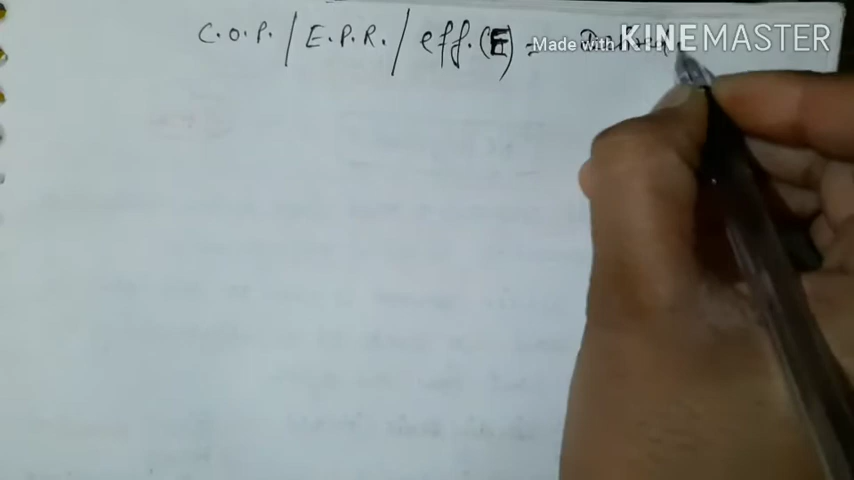 C.O.P. / E.P.R. / eff.(E) =
Made with KINEMASTER